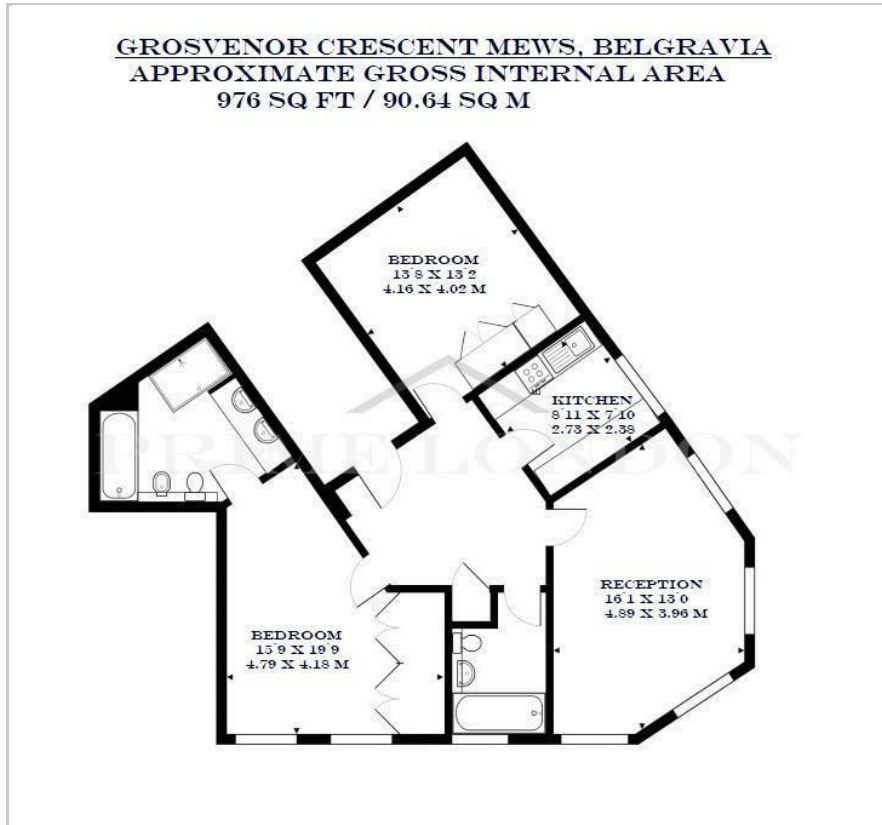 GROSVENOR CRESCENT MEWS, BELGRAVIA
APPROXIMATE GROSS INTERNAL AREA
976 SQ FT / 90.64 SQ M
BEDROOM
13'8 X 13'2
4.16 X 4.02 M
KITCHEN
8'11 X 7'10
2.73 X 2.38
PRIME LONDON
RECEPTION
16'1 X 13'0
4.89 X 3.96 M
BEDROOM
15'9 X 19'9
4.79 X 4.18 M